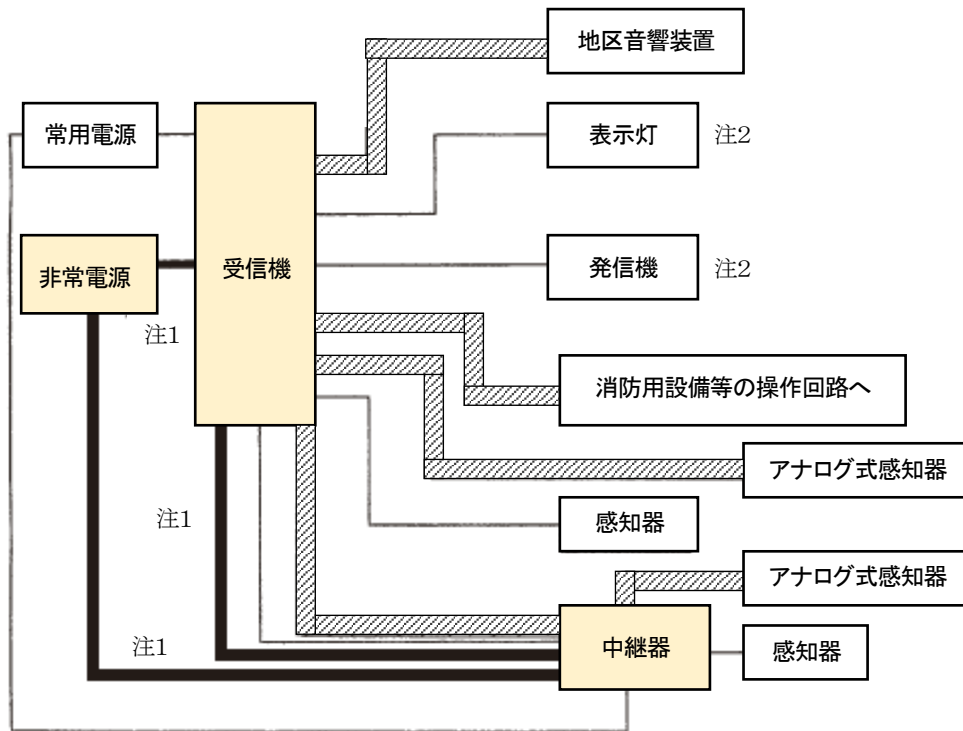 地区音響装置
常用電源
表示灯
注2
非常電源
受信機
発信機
注2
注1
消防用設備等の操作回路へ
アナログ式感知器
注1
感知器
アナログ式感知器
注1
中継器
感知器